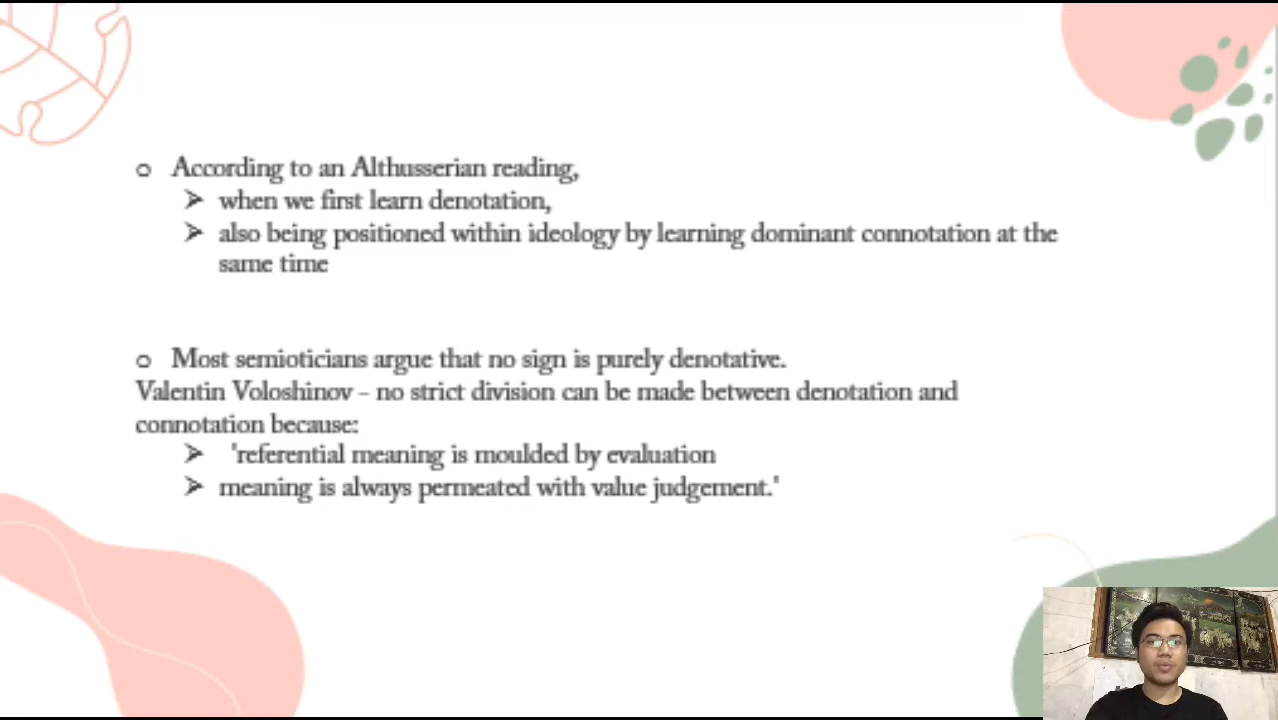 o According to an Althusserian reading,
➢ when we first learn denotation,
➢ also being positioned within ideology by learning dominant connotation at the
same time
o Most semioticians argue that no sign is purely denotative.
Valentin Voloshinov – no strict division can be made between denotation and
connotation because:
➢ 'referential meaning is moulded by evaluation
➢ meaning is always permeated with value judgement.'